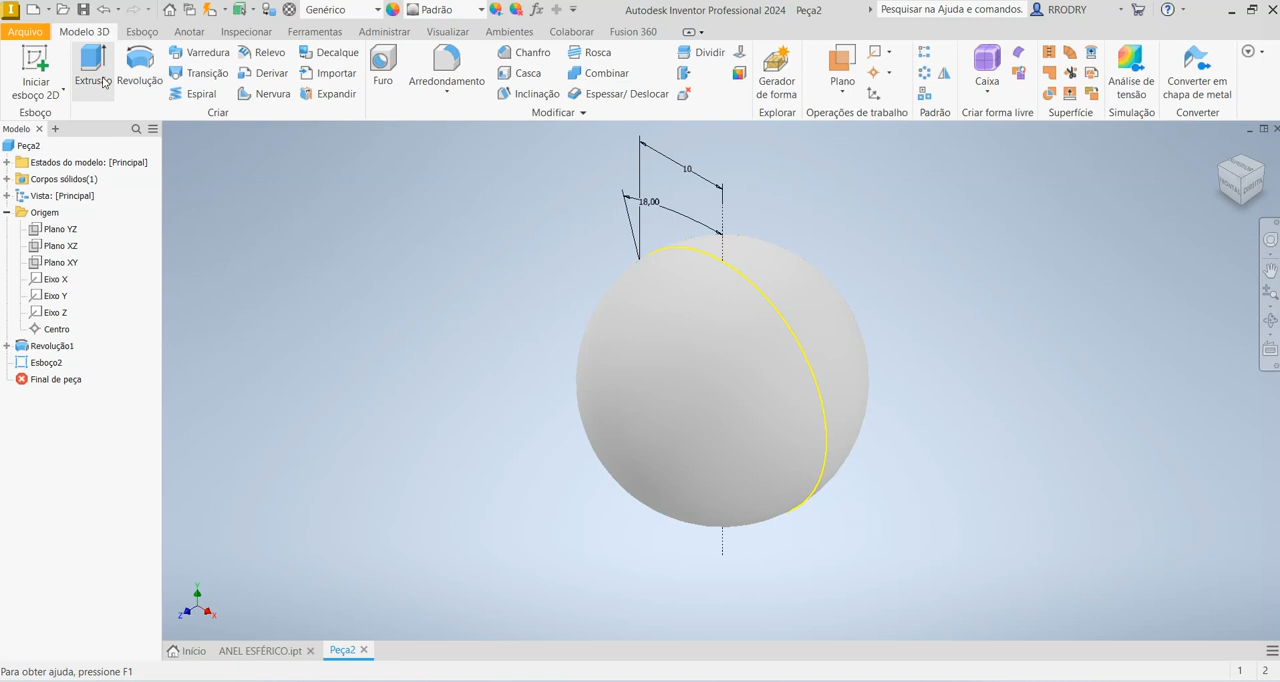 Genérico Padrão Autodesk Inventor Professional 2024 Peça2 Pesquisar na Ajuda e comandos. RRODRY
Arquivo Modelo 3D Esboço Anotar Inspecionar Ferramentas Administrar Visualizar Ambientes Colaborar Fusion 360
Iniciar
esboço 2D
Esboço
Extrusão Revolução
Varredura Relevo Decalque
Transição Derivar Importar
Espiral Nervura Expandir
Criar
Furo Arredondamento
Chanfro Rosca Dividir
Casca Combinar
Inclinação Espessar/ Deslocar
Modificar
Gerador
de forma
Explorar
Plano
Operações de trabalho
Padrão
Caixa
Criar forma livre
Superfície
Análise de
tensão
Simulação
Converter em
chapa de metal
Converter
Modelo
Peça2
Estados do modelo: [Principal]
Corpos sólidos(1)
Vista: [Principal]
Origem
Plano YZ
Plano XZ
Plano XY
Eixo X
Eixo Y
Eixo Z
Centro
Revolução1
Esboço2
Final de peça
10
18,00
FRONTAL DIREITA
Y
Z X
Início ANEL ESFÉRICO.ipt Peça2
Para obter ajuda, pressione F1 1 2